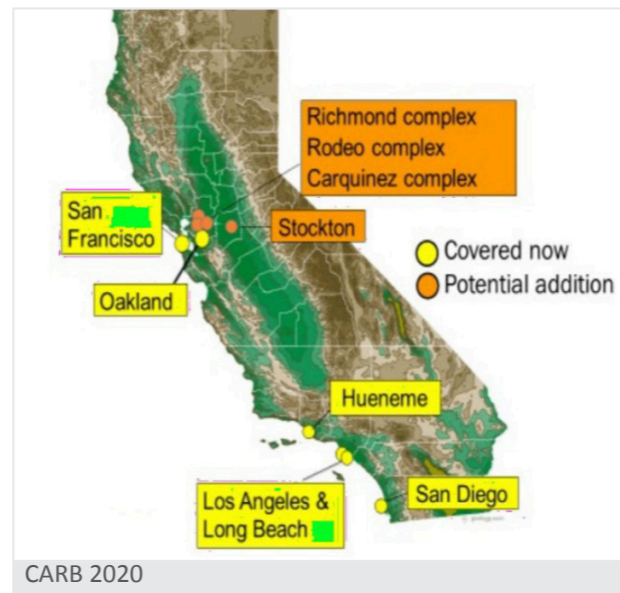 Richmond complex
Rodeo complex
Carquinez complex
San
Francisco
Stockton
Covered now
Potential addition
Oakland
Hueneme
Los Angeles &
Long Beach
San Diego
CARB 2020